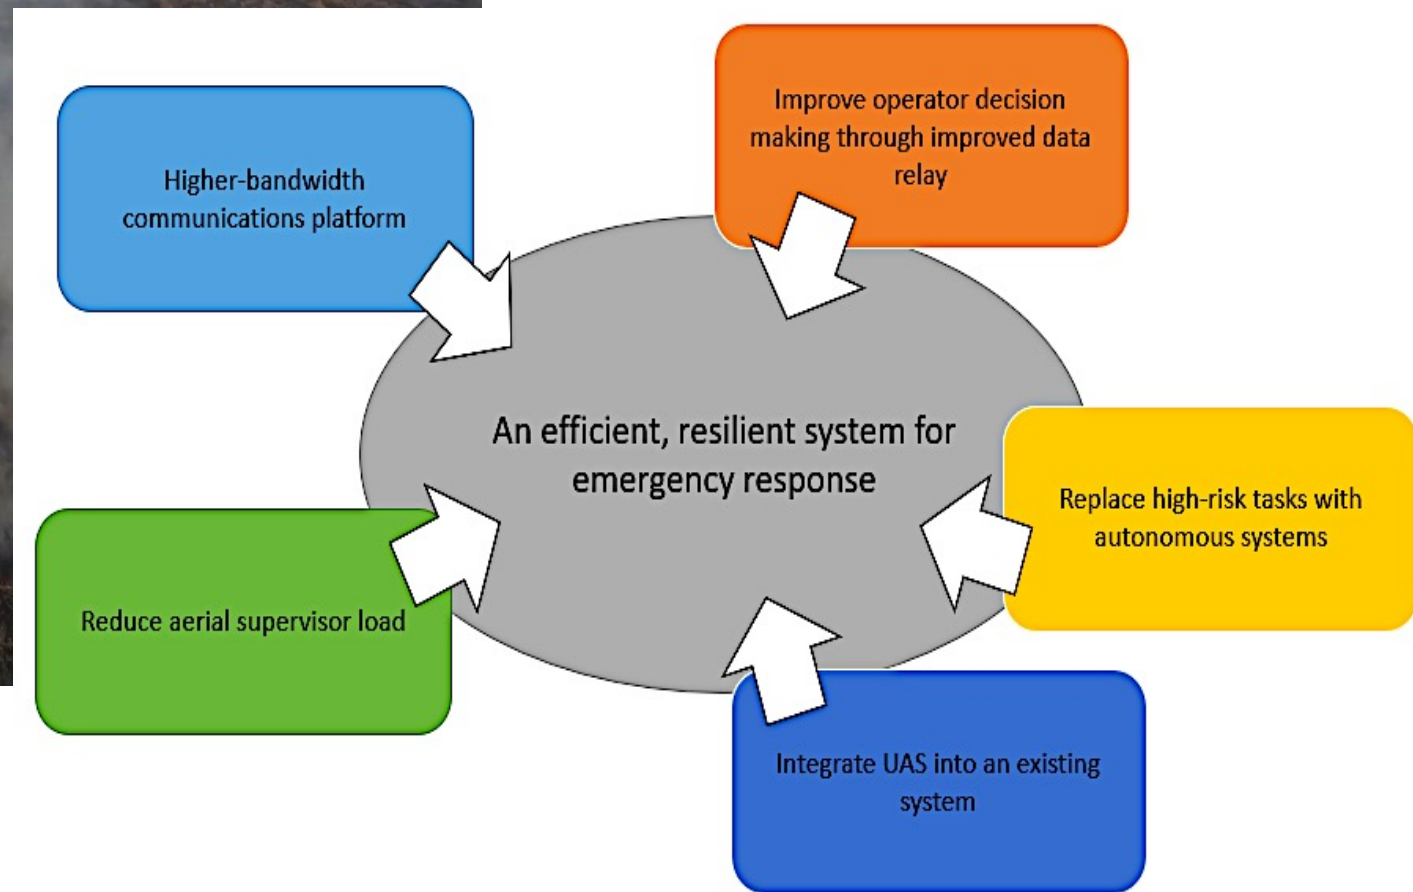 Improve operator decision
making through improved data
relay
Higher-bandwidth
communications platform
An efficient, resilient system for
emergency response
Replace high-risk tasks with
autonomous systems
Reduce aerial supervisor load
Integrate UAS into an existing
system